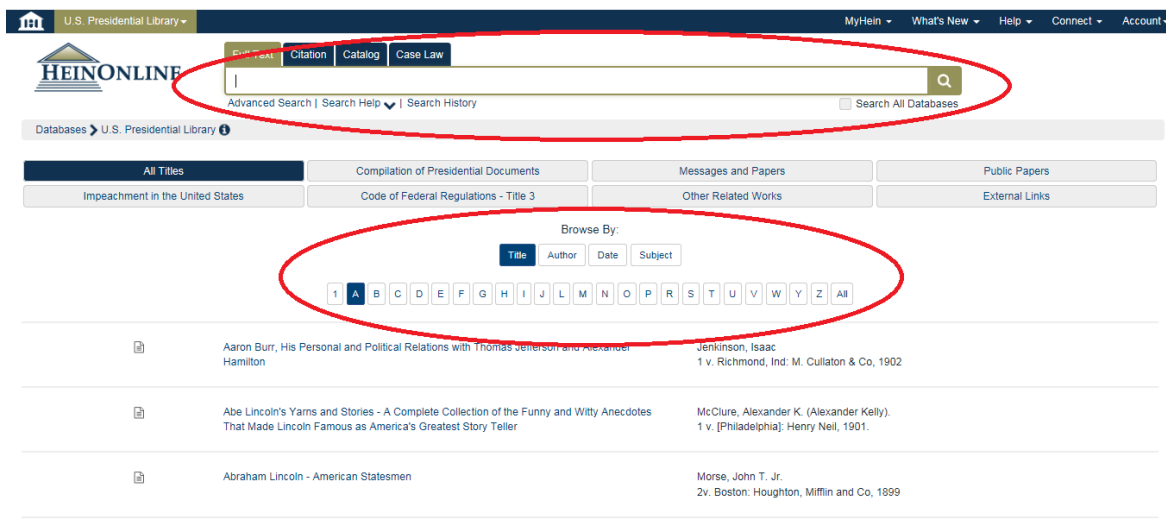 U.S. Presidential Library
MyHein What's New Help Connect Account
HEINONLINE
Full Text Citation Catalog Case Law
Advanced Search | Search Help | Search History
Search All Databases
Databases U.S. Presidential Library
All Titles Compilation of Presidential Documents Messages and Papers Public Papers
Impeachment in the United States Code of Federal Regulations - Title 3 Other Related Works External Links
Browse By:
Title Author Date Subject
1 A B C D E F G H I J L M N O P R S T U V W Y Z All
Aaron Burr, His Personal and Political Relations with Thomas Jefferson and Alexander
Hamilton
Jenkinson, Isaac
1 v. Richmond, Ind: M. Cullaton & Co, 1902
Abe Lincoln's Yarns and Stories - A Complete Collection of the Funny and Witty Anecdotes
That Made Lincoln Famous as America's Greatest Story Teller
McClure, Alexander K. (Alexander Kelly).
1 v. [Philadelphia]: Henry Neil, 1901.
Abraham Lincoln - American Statesmen
Morse, John T. Jr.
2v. Boston: Houghton, Mifflin and Co, 1899